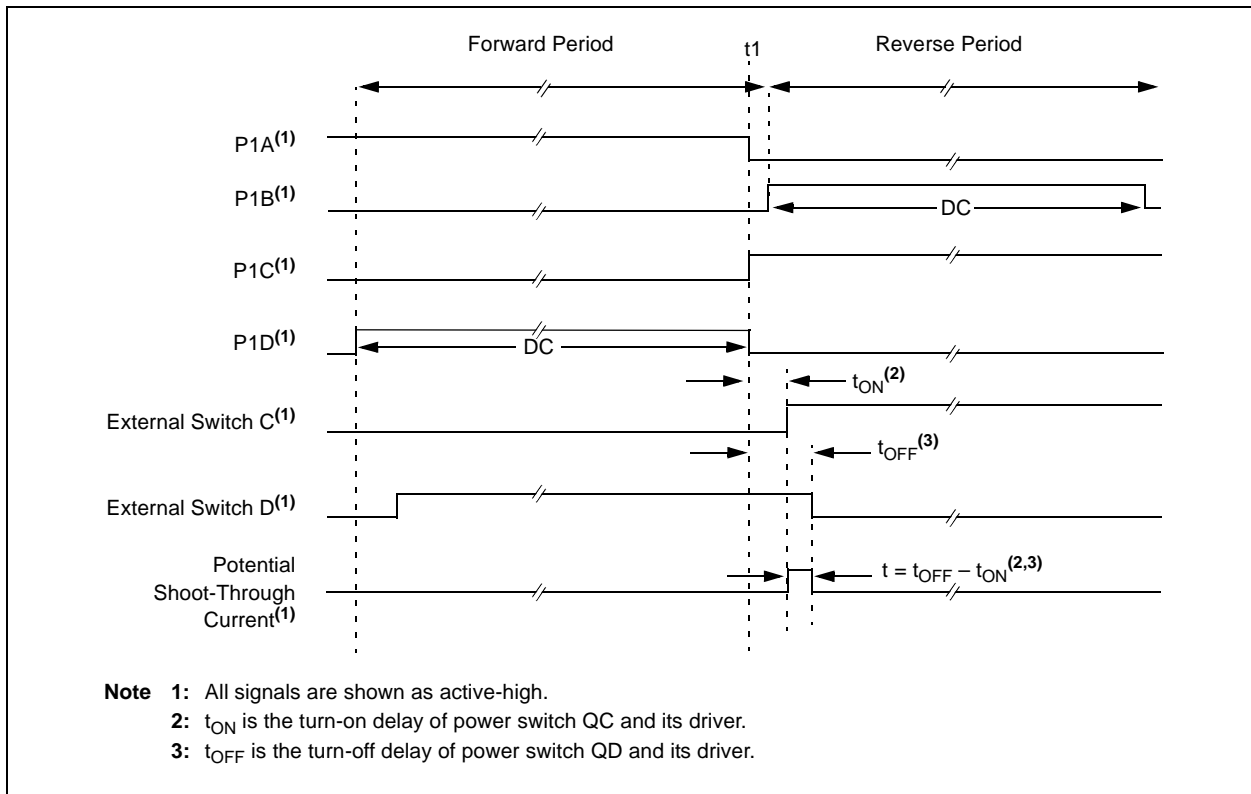 Forward Period
t1
Reverse Period
P1A(1)
P1B(1)
DC
P1C(1)
P1D(1)
DC
tON(2)
External Switch C(1)
tOFF(3)
External Switch D(1)
Potential
Shoot-Through
Current(1)
t = tOFF – tON(2,3)
Note 1: All signals are shown as active-high.
2: tON is the turn-on delay of power switch QC and its driver.
3: tOFF is the turn-off delay of power switch QD and its driver.